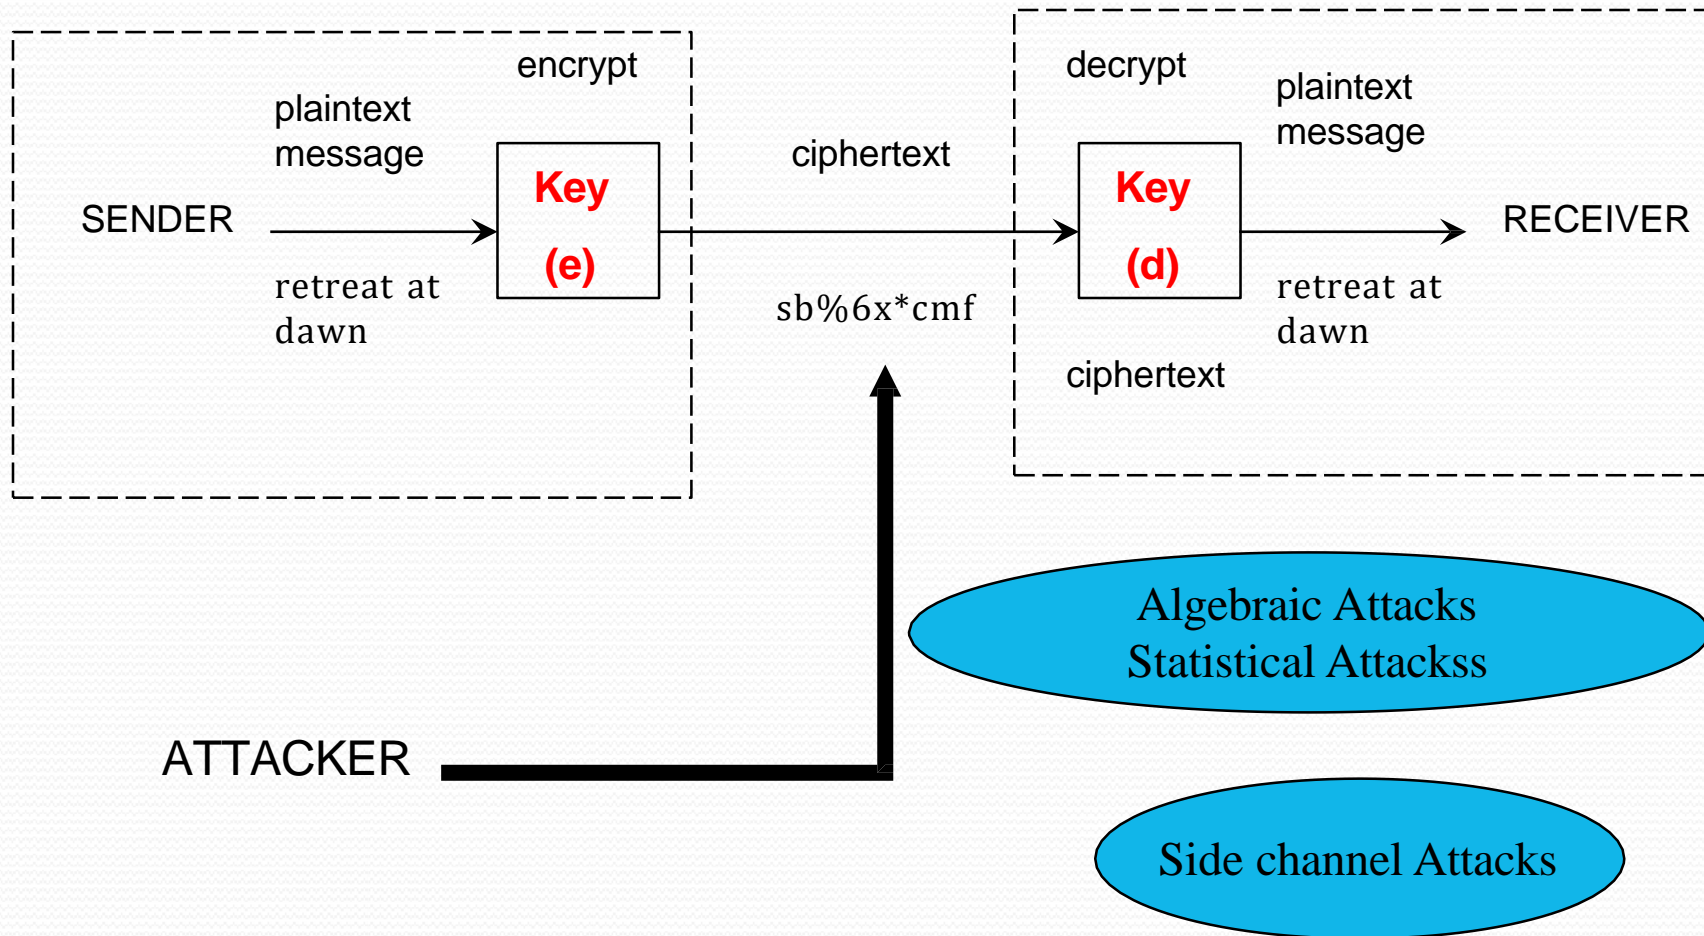 encrypt
plaintext
message
SENDER
Key
(e)
retreat at
dawn
ciphertext
sb%6x*cmf
decrypt
plaintext
message
Key
(d)
RECEIVER
retreat at
dawn
ciphertext
ATTACKER
Algebraic Attacks
Statistical Attackss
Side channel Attacks